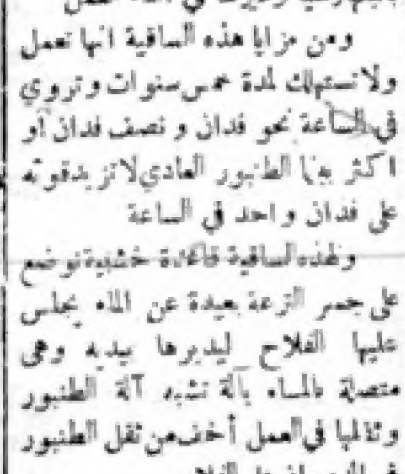 ومن مزايا هذه الساقية انها تعمل
ولا تستهلك لمدة خمس سنوات وتروي
في الساعة نحو فدان و نصف فدان أو
اكثر بينما الطنبور العادي لا تزيد قوته
على فدان واحد في الساعة
ولهذه الساقية قاعدة خشبية توضع
على جسر الترعة بعيدة عن الماء يجلس
عليها الفلاح ليديرها بيديه وهي
متصلة بالماء بآلة تشبه آلة الطنبور
وثقلها في العمل أخف من ثقل الطنبور